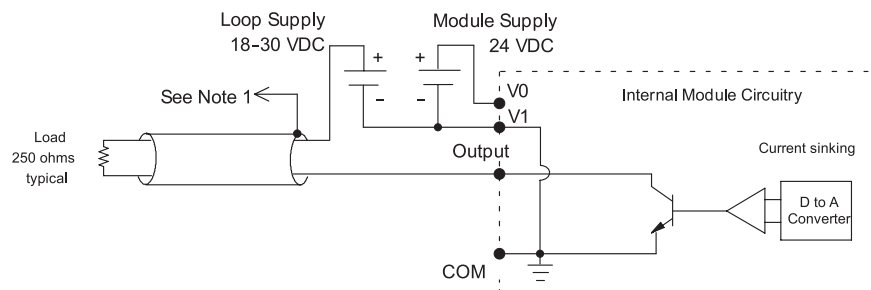 Loop Supply
18-30 VDC
Module Supply
24 VDC
+
+
-
-
See Note 1
V0
V1
Internal Module Circuitry
Load
250 ohms
typical
Output
Current sinking
D to A
Converter
COM